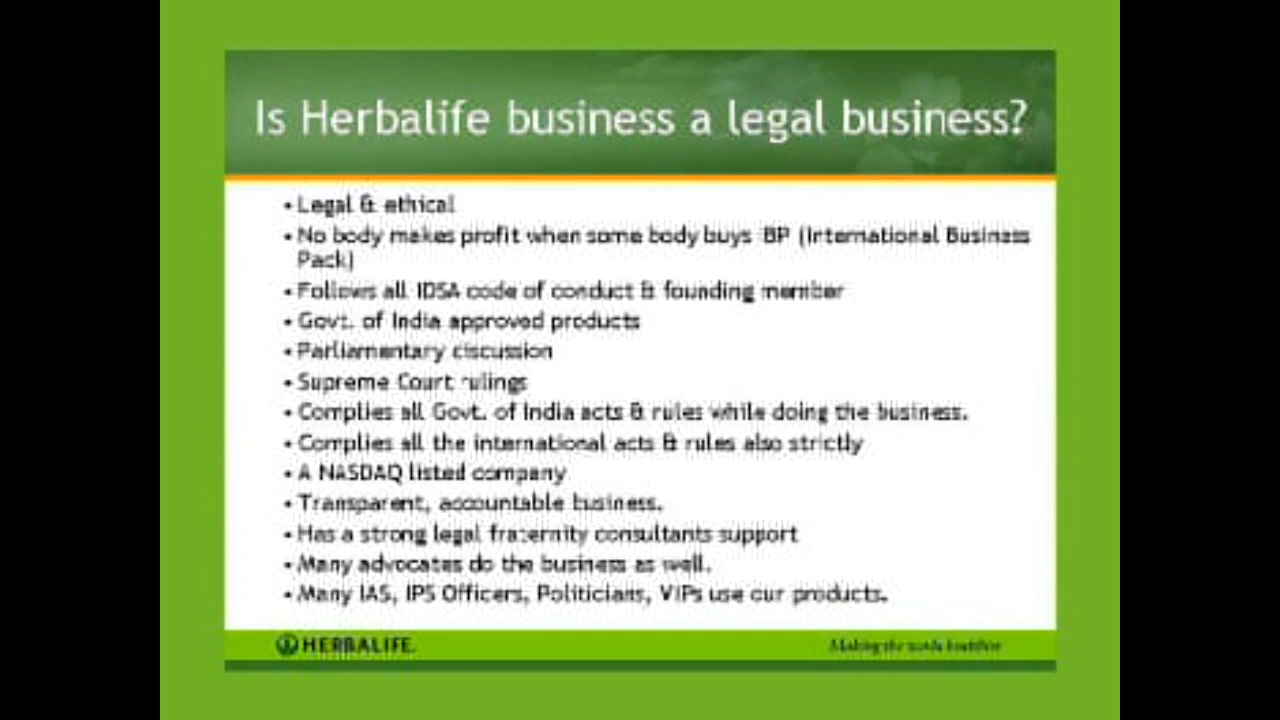 Is Herbalife business a legal business?
• Legal & ethical
• No body makes profit when some body buys IBP (International Business
Pack)
• Follows all IDSA code of conduct & founding member
• Govt. of India approved products
• Parliamentary discussion
• Supreme Court rulings
• Complies all Govt. of India acts & rules while doing the business.
• Complies all the international acts & rules also strictly
• A NASDAQ listed company
• Transparent, accountable business.
• Has a strong legal fraternity consultants support
• Many advocates do the business as well.
• Many IAS, IPS Officers, Politicians, VIPs use our products.
HERBALIFE.
Making the world healthier